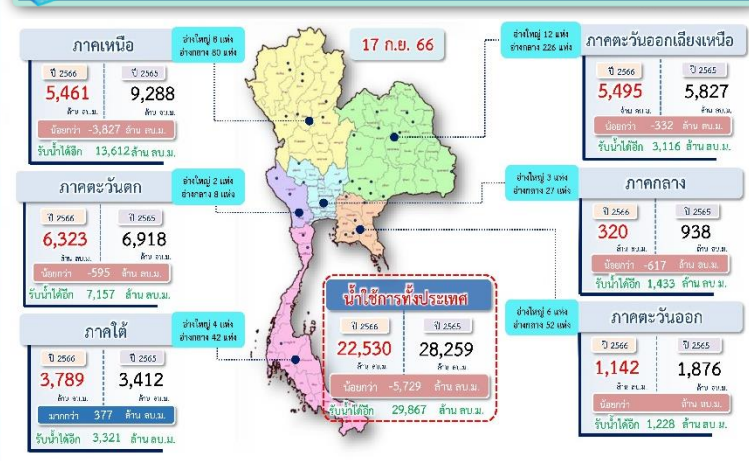 17 ก.ย. 66
ภาคเหนือ
อ่างใหญ่ 8 แห่ง
อ่างกลาง 80 แห่ง
ปี 2566 ปี 2565
5,461 9,288
ล้าน ลบ.ม. ล้าน ลบ.ม.
น้อยกว่า -3,827 ล้าน ลบ.ม.
รับน้ำได้อีก 13,612 ล้าน ลบ.ม.
อ่างใหญ่ 12 แห่ง
อ่างกลาง 226 แห่ง
ภาคตะวันออกเฉียงเหนือ
ปี 2566 ปี 2565
5,495 5,827
ล้าน ลบ.ม. ล้าน ลบ.ม.
น้อยกว่า -332 ล้าน ลบ.ม.
รับน้ำได้อีก 3,116 ล้าน ลบ.ม.
ภาคตะวันตก
อ่างใหญ่ 2 แห่ง
อ่างกลาง 8 แห่ง
ปี 2566 ปี 2565
6,323 6,918
ล้าน ลบ.ม. ล้าน ลบ.ม.
น้อยกว่า -595 ล้าน ลบ.ม.
รับน้ำได้อีก 7,157 ล้าน ลบ.ม.
อ่างใหญ่ 3 แห่ง
อ่างกลาง 27 แห่ง
ภาคกลาง
ปี 2566 ปี 2565
320 938
ล้าน ลบ.ม. ล้าน ลบ.ม.
น้อยกว่า -617 ล้าน ลบ.ม.
รับน้ำได้อีก 1,433 ล้าน ลบ.ม.
ภาคใต้
อ่างใหญ่ 4 แห่ง
อ่างกลาง 42 แห่ง
ปี 2566 ปี 2565
3,789 3,412
ล้าน ลบ.ม. ล้าน ลบ.ม.
มากกว่า 377 ล้าน ลบ.ม.
รับน้ำได้อีก 3,321 ล้าน ลบ.ม.
น้ำใช้การทั้งประเทศ
ปี 2566 ปี 2565
22,530 28,259
ล้าน ลบ.ม. ล้าน ลบ.ม.
น้อยกว่า -5,729 ล้าน ลบ.ม.
รับน้ำได้อีก 29,867 ล้าน ลบ.ม.
อ่างใหญ่ 6 แห่ง
อ่างกลาง 52 แห่ง
ภาคตะวันออก
ปี 2566 ปี 2565
1,142 1,876
ล้าน ลบ.ม. ล้าน ลบ.ม.
น้อยกว่า ล้าน ลบ.ม.
รับน้ำได้อีก 1,228 ล้าน ลบ.ม.